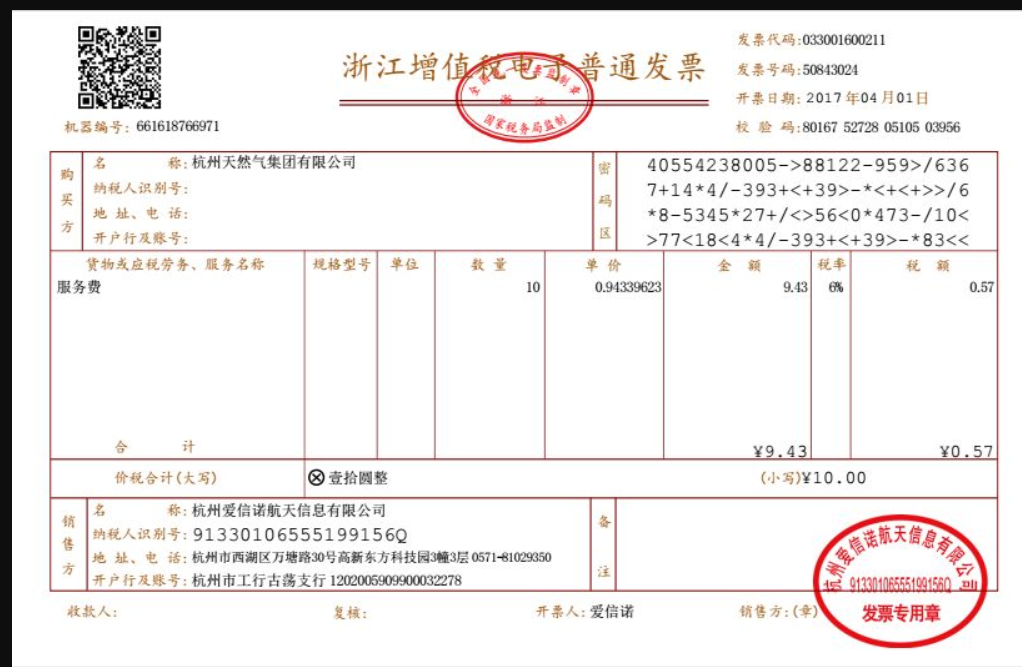 浙江增值税电子普通发票
全国统一发票监制章
浙 江
国家税务局监制
机器编号: 661618766971
发票代码:033001600211
发票号码:50843024
开票日期: 2017 年04 月01日
校 验 码:80167 52728 05105 03956
购买方
名 称: 杭州天然气集团有限公司
纳税人识别号:
地 址、电 话:
开户行及账号:
密码区
40554238005->88122-959>/636
7+14*4/-393+<+39>-*<+<+>>/6
*8-5345*27+/<>56<0*473-/10<
>77<18<4*4/-393+<+39>-*83<<
货物或应税劳务、服务名称 规格型号 单位 数 量 单 价 金 额 税率 税 额
服务费 10 0.94339623 9.43 6% 0.57
合 计 ¥9.43 ¥0.57
价税合计(大写) ⊗壹拾圆整 (小写)¥10.00
销售方
名 称: 杭州爱信诺航天信息有限公司
纳税人识别号: 91330106555199156Q
地 址、电 话: 杭州市西湖区万塘路30号高新东方科技园3幢3层 0571-81029350
开户行及账号: 杭州市工行古荡支行 1202005909900032278
备注
收款人: 复核: 开票人: 爱信诺 销售方:(章)
杭州爱信诺航天信息有限公司
91330106555199156Q
发票专用章